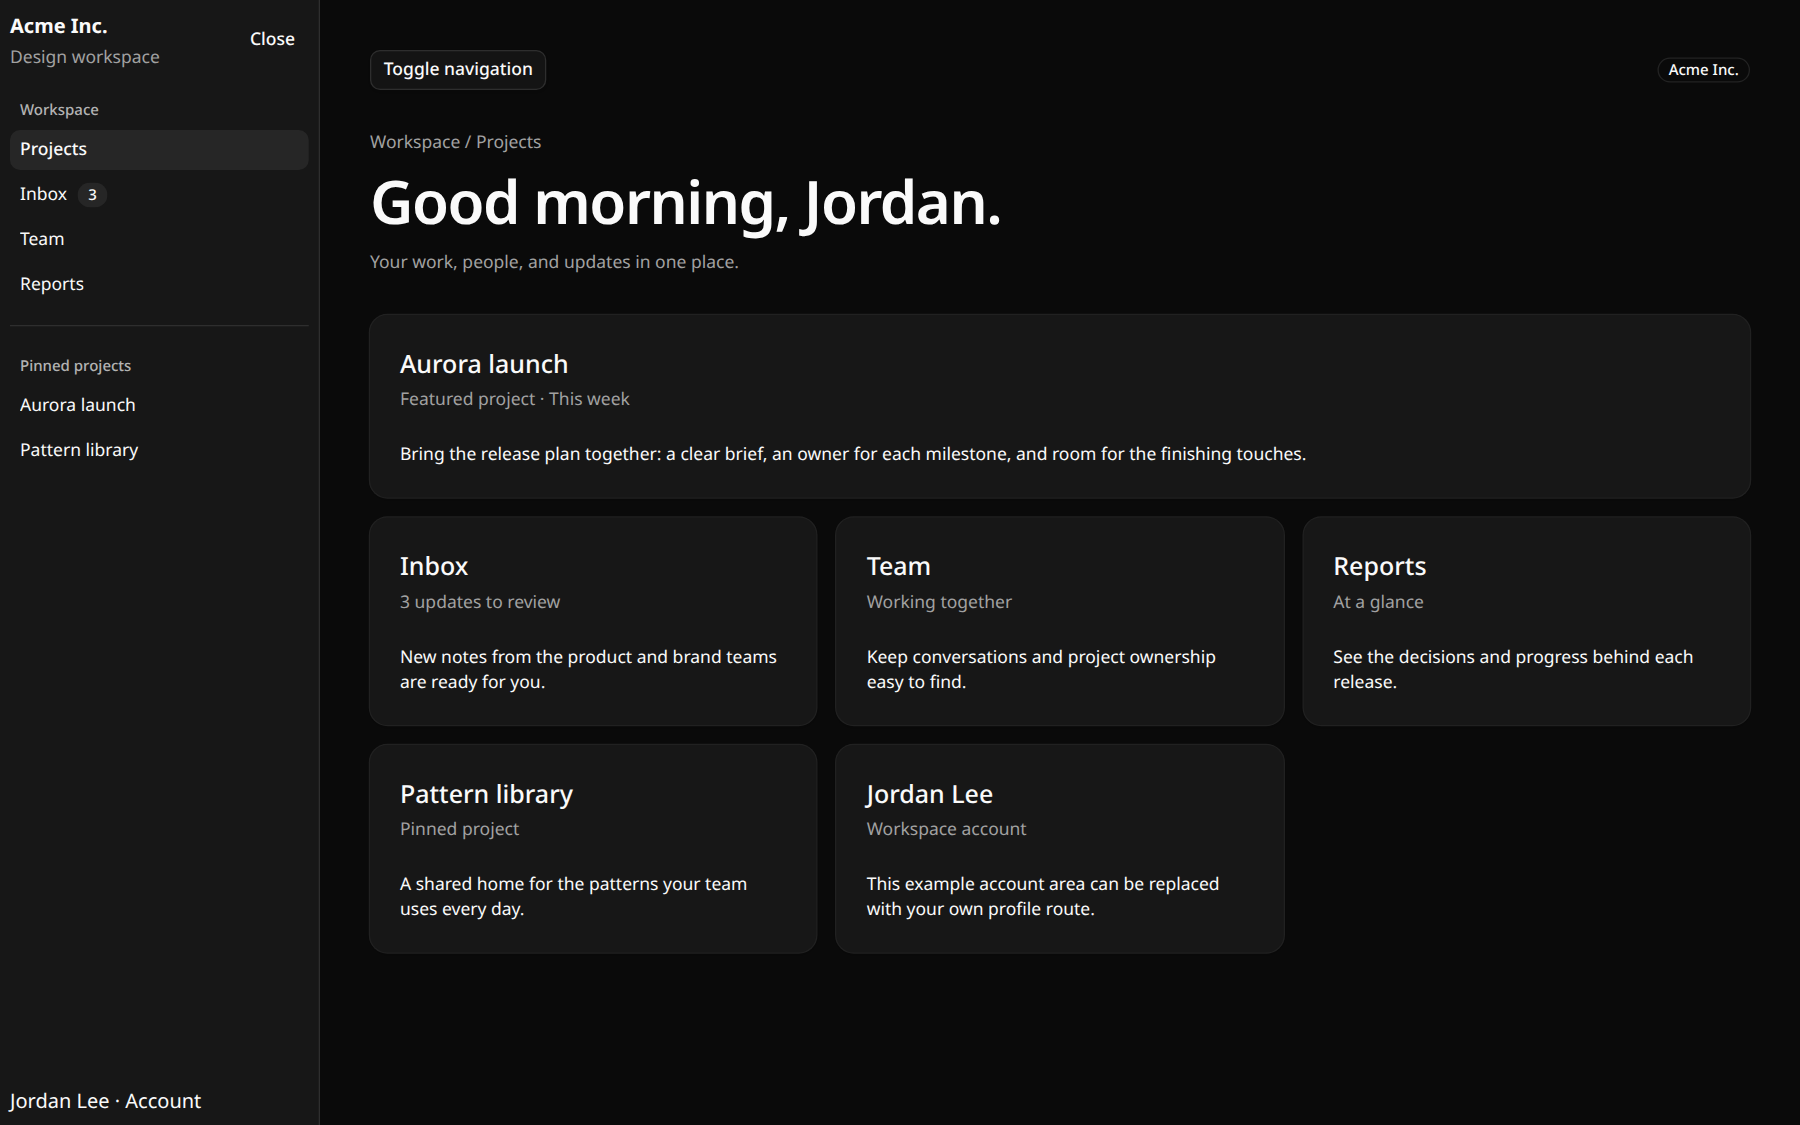 Acme Inc.
Design workspace
Close
Workspace
Projects
Inbox 3
Team
Reports
Pinned projects
Aurora launch
Pattern library
Jordan Lee · Account
Toggle navigation
Acme Inc.
Workspace / Projects
Good morning, Jordan.
Your work, people, and updates in one place.
Aurora launch
Featured project · This week
Bring the release plan together: a clear brief, an owner for each milestone, and room for the finishing touches.
Inbox
3 updates to review
New notes from the product and brand teams
are ready for you.
Team
Working together
Keep conversations and project ownership
easy to find.
Reports
At a glance
See the decisions and progress behind each
release.
Pattern library
Pinned project
A shared home for the patterns your team
uses every day.
Jordan Lee
Workspace account
This example account area can be replaced
with your own profile route.